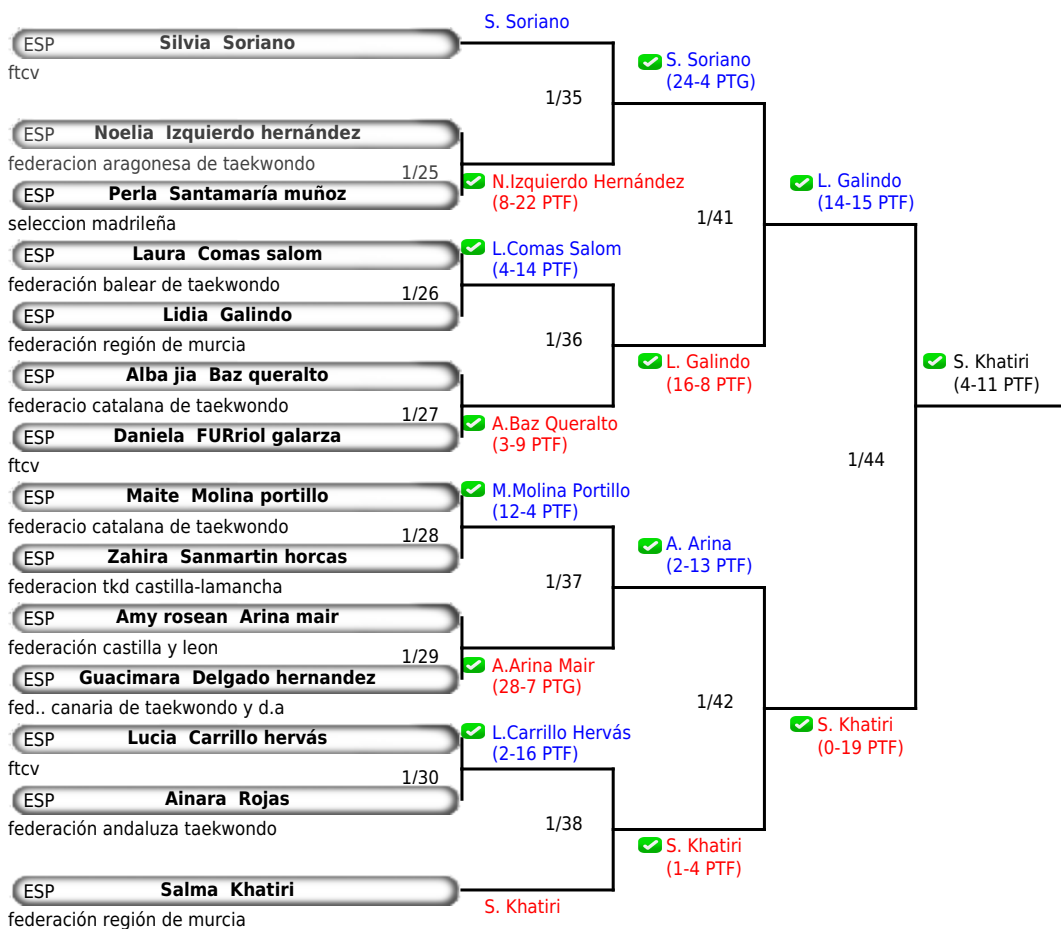 S. Soriano
ESP Silvia Soriano
ftcv
S. Soriano
(24-4 PTG)
1/35
ESP Noelia Izquierdo hernández
federacion aragonesa de taekwondo
1/25
ESP Perla Santamaría muñoz
seleccion madrileña
N.Izquierdo Hernández
(8-22 PTF)
L. Galindo
(14-15 PTF)
1/41
ESP Laura Comas salom
federación balear de taekwondo
L.Comas Salom
(4-14 PTF)
1/26
ESP Lidia Galindo
federación región de murcia
1/36
L. Galindo
(16-8 PTF)
S. Khatiri
(4-11 PTF)
ESP Alba jia Baz queralto
federacio catalana de taekwondo
1/27
ESP Daniela FURriol galarza
ftcv
A.Baz Queralto
(3-9 PTF)
1/44
ESP Maite Molina portillo
federacio catalana de taekwondo
M.Molina Portillo
(12-4 PTF)
1/28
ESP Zahira Sanmartin horcas
federacion tkd castilla-lamancha
A. Arina
(2-13 PTF)
1/37
ESP Amy rosean Arina mair
federación castilla y leon
1/29
ESP Guacimara Delgado hernandez
fed.. canaria de taekwondo y d.a
A.Arina Mair
(28-7 PTG)
1/42
S. Khatiri
(0-19 PTF)
ESP Lucia Carrillo hervás
ftcv
L.Carrillo Hervás
(2-16 PTF)
1/30
ESP Ainara Rojas
federación andaluza taekwondo
1/38
S. Khatiri
(1-4 PTF)
ESP Salma Khatiri
federación región de murcia
S. Khatiri